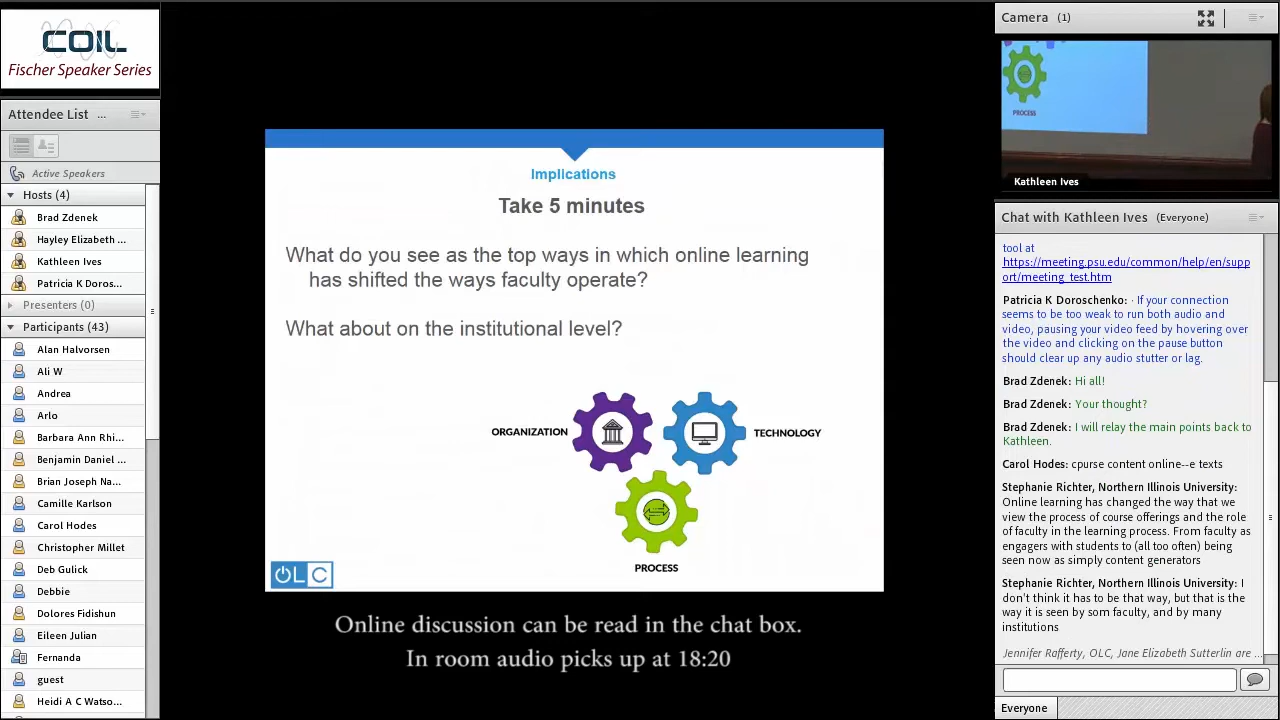 COIL
Fischer Speaker Series
Attendee List ...
Active Speakers
Hosts (4)
Brad Zdenek
Hayley Elizabeth ...
Kathleen Ives
Patricia K Doros...
Presenters (0)
Participants (43)
Alan Halvorsen
Ali W
Andrea
Arlo
Barbara Ann Rhi...
Benjamin Daniel ...
Brian Joseph Na...
Camille Karlson
Carol Hodes
Christopher Millet
Deb Gulick
Debbie
Dolores Fidishun
Eileen Julian
Fernanda
guest
Heidi A C Watso...
Implications
Take 5 minutes
What do you see as the top ways in which online learning
has shifted the ways faculty operate?
What about on the institutional level?
ORGANIZATION
TECHNOLOGY
PROCESS
OLC
Online discussion can be read in the chat box.
In room audio picks up at 18:20
Camera (1)
PROCESS
Kathleen Ives
Chat with Kathleen Ives (Everyone)
tool at
https://meeting.psu.edu/common/help/en/supp
ort/meeting_test.htm
Patricia K Doroschenko: · If your connection
seems to be too weak to run both audio and
video, pausing your video feed by hovering over
the video and clicking on the pause button
should clear up any audio stutter or lag.
Brad Zdenek: Hi all!
Brad Zdenek: Your thought?
Brad Zdenek: I will relay the main points back to
Kathleen.
Carol Hodes: cpurse content online--e texts
Stephanie Richter, Northern Illinois University:
Online learning has changed the way that we
view the process of course offerings and the role
of faculty in the learning process. From faculty as
engagers with students to (all too often) being
seen now as simply content generators
Stephanie Richter, Northern Illinois University: I
don't think it has to be that way, but that is the
way it is seen by som faculty, and by many
institutions
Jennifer Rafferty, OLC, Jane Elizabeth Sutterlin are ...
Everyone